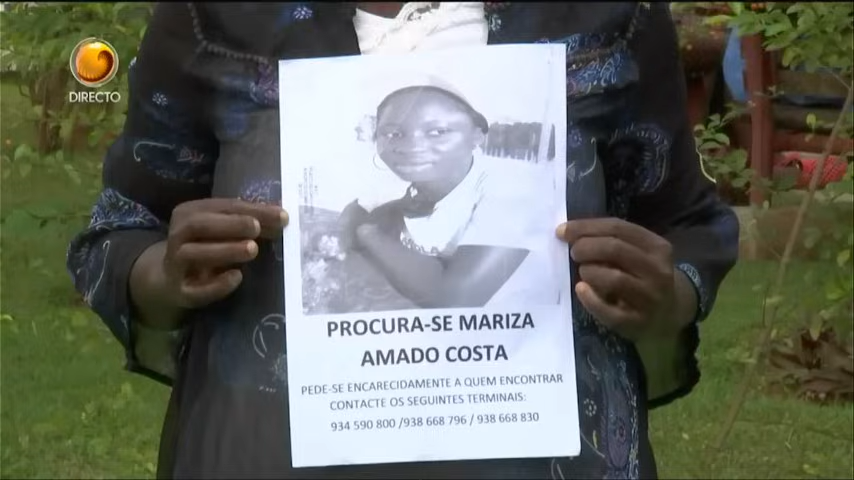 DIRECTO
PROCURA-SE MARIZA
AMADO COSTA
PEDE-SE ENCARECIDAMENTE A QUEM ENCONTRAR
CONTACTE OS SEGUINTES TERMINAIS:
934 590 800 /938 668 796 / 938 668 830